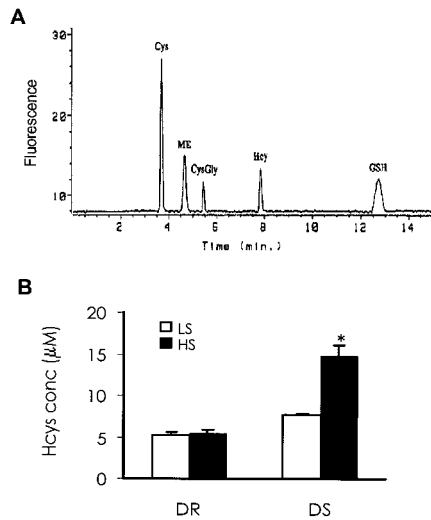 A
Fluorescence
30
20
10
Cys
ME
CysGly
Hcy
GSH
2 4 6 8 10 12 14
Time (min.)
B
Hcys conc (µM)
20
15
10
5
0
LS
HS
*
DR DS